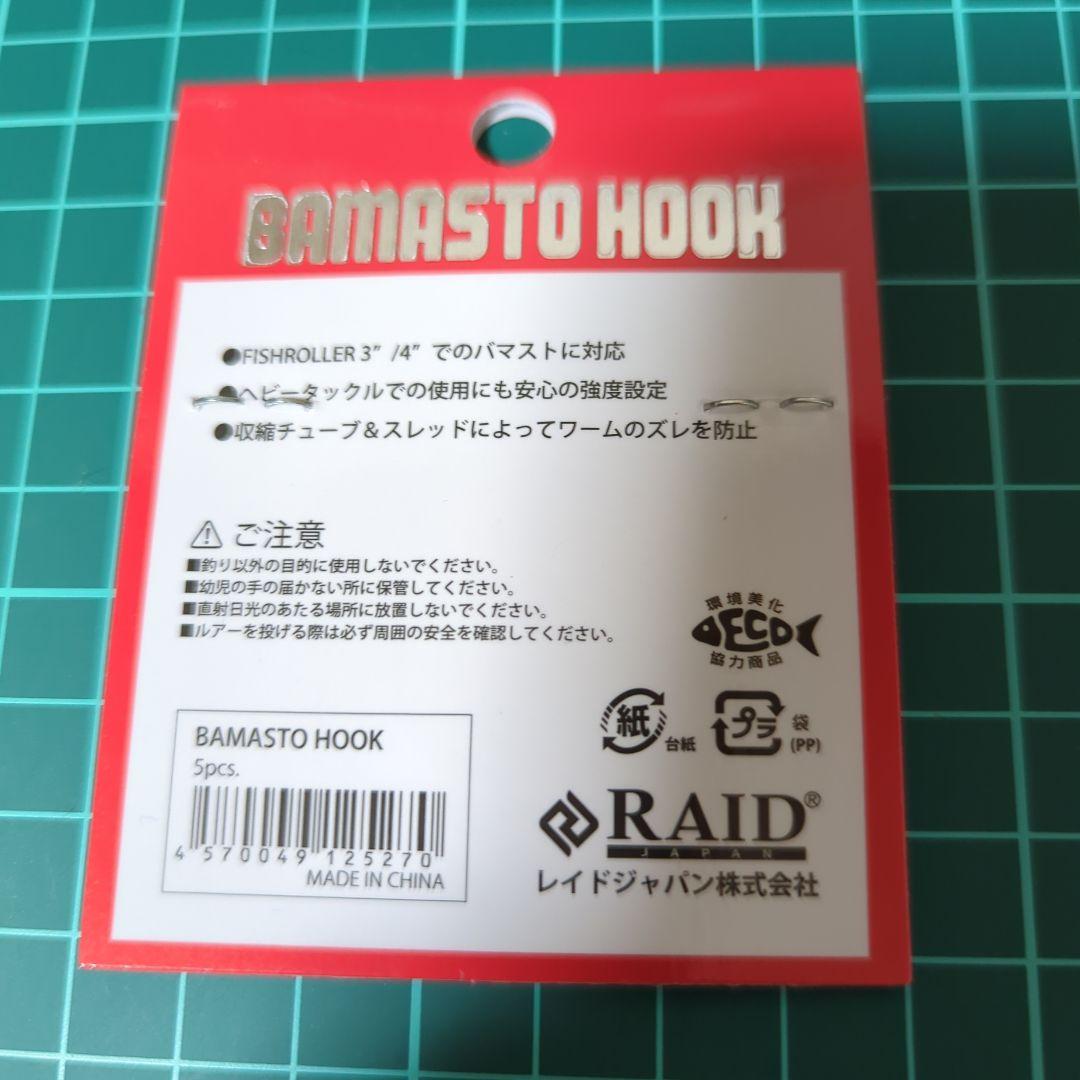 BAMASTO HOOK
●FISHROLLER 3” /4” でのバマストに対応
●ヘビータックルでの使用にも安心の強度設定
●収縮チューブ＆スレッドによってワームのズレを防止
ご注意
■釣り以外の目的に使用しないでください。
■幼児の手の届かない所に保管してください。
■直射日光のあたる場所に放置しないでください。
■ルアーを投げる際は必ず周囲の安全を確認してください。
環境美化
ECO
協力商品
紙 台紙
プラ 袋
(PP)
BAMASTO HOOK
5pcs.
4 570049 125270
MADE IN CHINA
RAID®
JAPAN
レイドジャパン株式会社